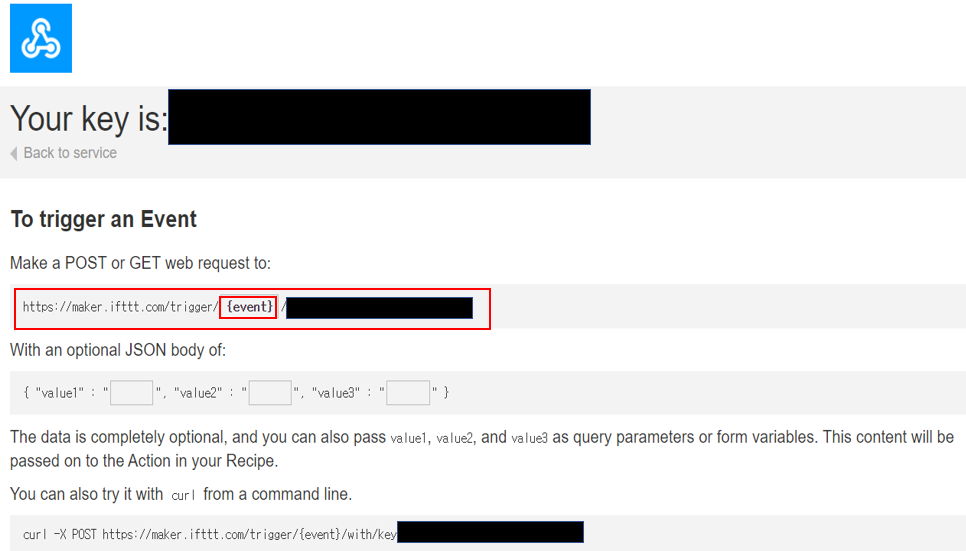 Your key is:
Back to service
To trigger an Event
Make a POST or GET web request to:
https://maker.ifttt.com/trigger/ {event} /
With an optional JSON body of:
{ "value1" : "", "value2" : "", "value3" : "" }
The data is completely optional, and you can also pass value1, value2, and value3 as query parameters or form variables. This content will be
passed on to the Action in your Recipe.
You can also try it with curl from a command line.
curl -X POST https://maker.ifttt.com/trigger/{event}/with/key